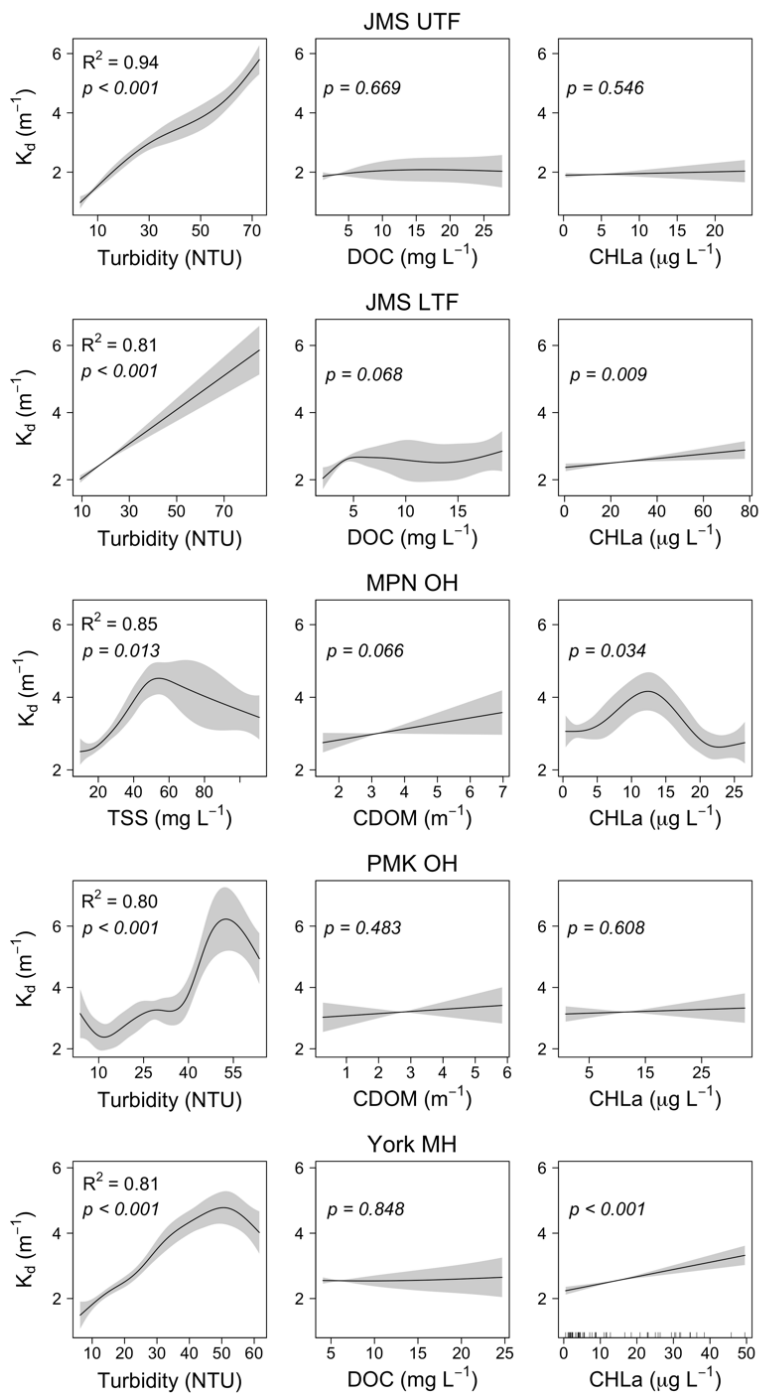 JMS UTF
R² = 0.94
p < 0.001
p = 0.669
p = 0.546
6
4
2
6
4
2
6
4
2
K_d (m⁻¹)
10 30 50 70
5 10 15 20 25
0 5 10 15 20
Turbidity (NTU)
DOC (mg L⁻¹)
CHLa (μg L⁻¹)
JMS LTF
R² = 0.81
p < 0.001
p = 0.068
p = 0.009
6
4
2
6
4
2
6
4
2
K_d (m⁻¹)
10 30 50 70
5 10 15
0 20 40 60 80
Turbidity (NTU)
DOC (mg L⁻¹)
CHLa (μg L⁻¹)
MPN OH
R² = 0.85
p = 0.013
p = 0.066
p = 0.034
6
4
2
6
4
2
6
4
2
K_d (m⁻¹)
20 40 60 80
2 3 4 5 6 7
0 5 10 15 20 25
TSS (mg L⁻¹)
CDOM (m⁻¹)
CHLa (μg L⁻¹)
PMK OH
R² = 0.80
p < 0.001
p = 0.483
p = 0.608
6
4
2
6
4
2
6
4
2
K_d (m⁻¹)
10 25 40 55
1 2 3 4 5 6
5 15 25
Turbidity (NTU)
CDOM (m⁻¹)
CHLa (μg L⁻¹)
York MH
R² = 0.81
p < 0.001
p = 0.848
p < 0.001
6
4
2
6
4
2
6
4
2
K_d (m⁻¹)
10 20 30 40 50 60
5 10 15 20 25
0 10 20 30 40 50
Turbidity (NTU)
DOC (mg L⁻¹)
CHLa (μg L⁻¹)